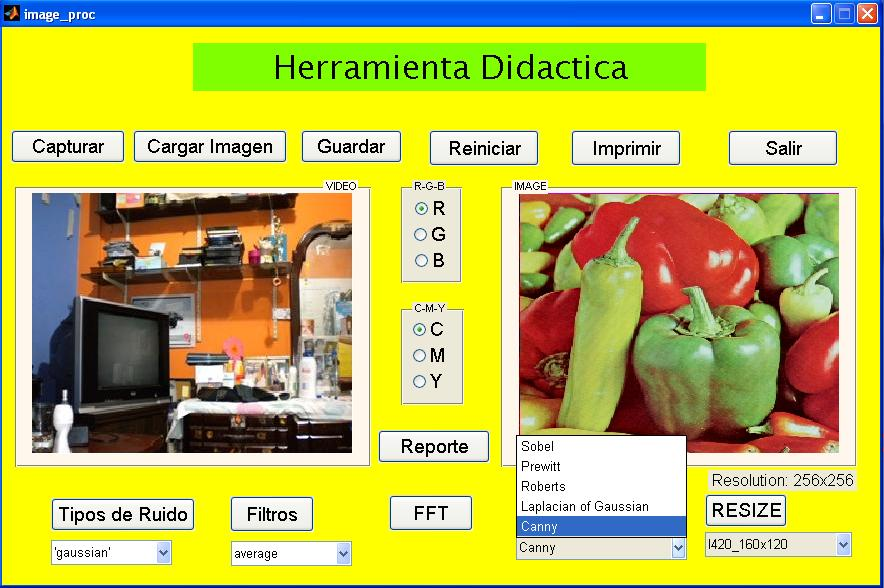 image_proc
Herramienta Didactica
Capturar
Cargar Imagen
Guardar
Reiniciar
Imprimir
Salir
VIDEO
R-G-B
R
G
B
C-M-Y
C
M
Y
IMAGE
Reporte
Sobel
Prewitt
Roberts
Laplacian of Gaussian
Canny
Canny
Resolution: 256x256
Tipos de Ruido
Filtros
FFT
RESIZE
'gaussian'
average
I420_160x120